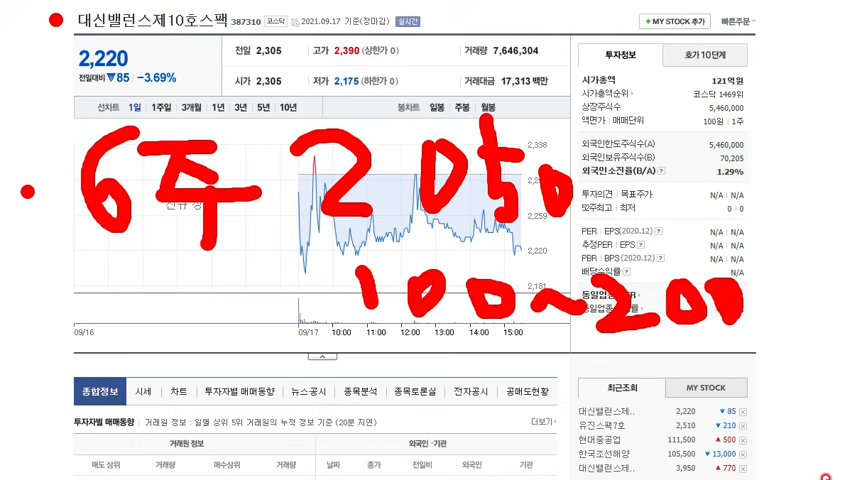 대신밸런스제10호스팩 387310 코스닥 2021.09.17 기준(장마감) 실시간 + MY STOCK 추가 빠른주문
2,220
전일대비 ▼85 -3.69%
전일 2,305 고가 2,390 (상한가 0) 거래량 7,646,304
시가 2,305 저가 2,175 (하한가 0) 거래대금 17,313 백만
선차트 1일 1주일 3개월 1년 3년 5년 10년 봉차트 일봉 주봉 월봉
2,338
2,259
2,220
2,181
6주 205
100~200
09/16 09/17 10:00 11:00 12:00 13:00 14:00 15:00
투자정보 호가 10단계
시가총액 121억원
시가총액순위 코스닥 1469위
상장주식수 5,460,000
액면가 매매단위 100원 1주
외국인한도주식수(A) 5,460,000
외국인보유주식수(B) 70,205
외국인소진율(B/A) 1.29%
투자의견 목표주가 N/A N/A
52주최고 최저 0 0
PER EPS(2020.12) N/A N/A
추정PER EPS N/A N/A
PBR BPS (2020.12) N/A N/A
배당수익률 N/A
종합정보 시세 차트 투자자별 매매동향 뉴스·공시 종목분석 종목토론실 전자공시 공매도현황
투자자별 매매동향 거래원 정보 : 일별 상위 5위 거래원의 누적 정보 기준 (20분 지연) 더보기
거래원 정보 외국인·기관
매도 상위 거래량 매수상위 거래량 날짜 종가 전일비 외국인 기관
최근조회 MY STOCK
대신밸런스제.. 2,220 ▼ 85
유진스팩7호 2,510 ▼ 210
현대중공업 111,500 ▲ 500
한국조선해양 105,500 ▼ 13,000
대신밸런스제.. 3,950 ▲ 770